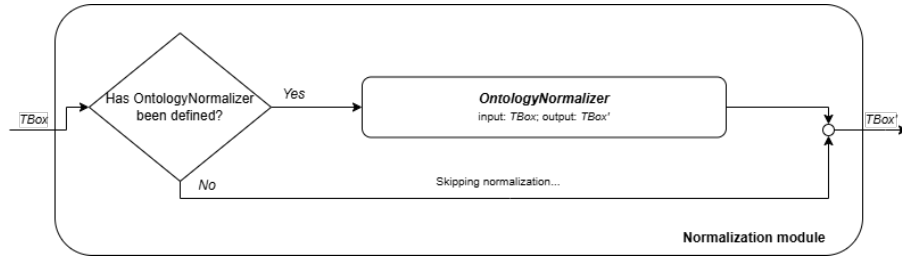 TBox
Has OntologyNormalizer
been defined?
Yes
OntologyNormalizer
input: TBox; output: TBox'
TBox'
No
Skipping normalization...
Normalization module